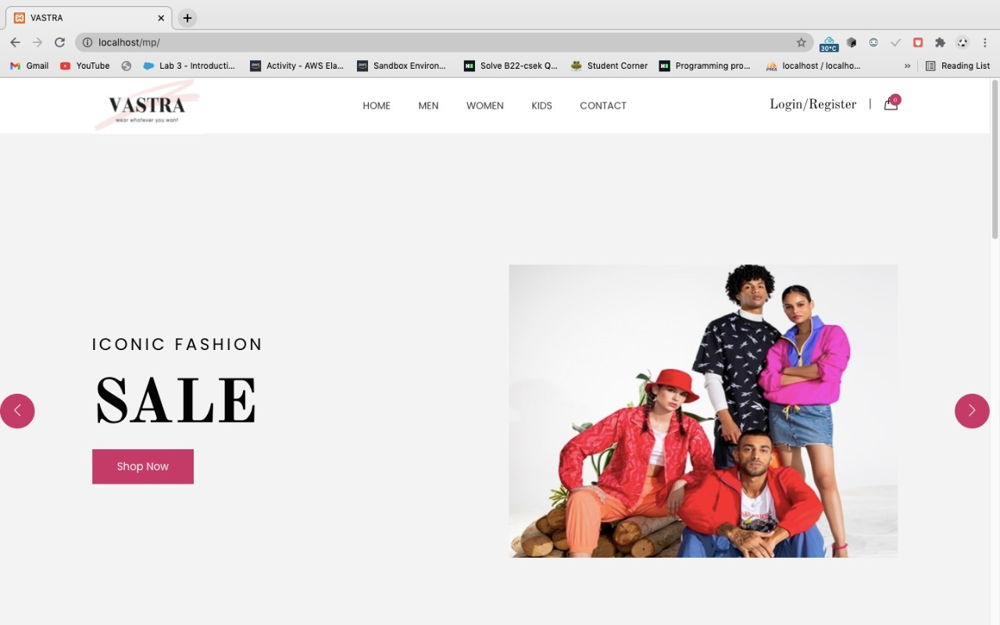 VASTRA
localhost/mp/
30°C
Gmail
YouTube
Lab 3 - Introducti...
Activity - AWS Ela...
Sandbox Environ...
Solve B22-csek Q...
Student Corner
Programming pro...
localhost / localho...
»
Reading List
VASTRA
wear whatever you want
HOME
MEN
WOMEN
KIDS
CONTACT
Login/Register
|
0
ICONIC FASHION
SALE
Shop Now